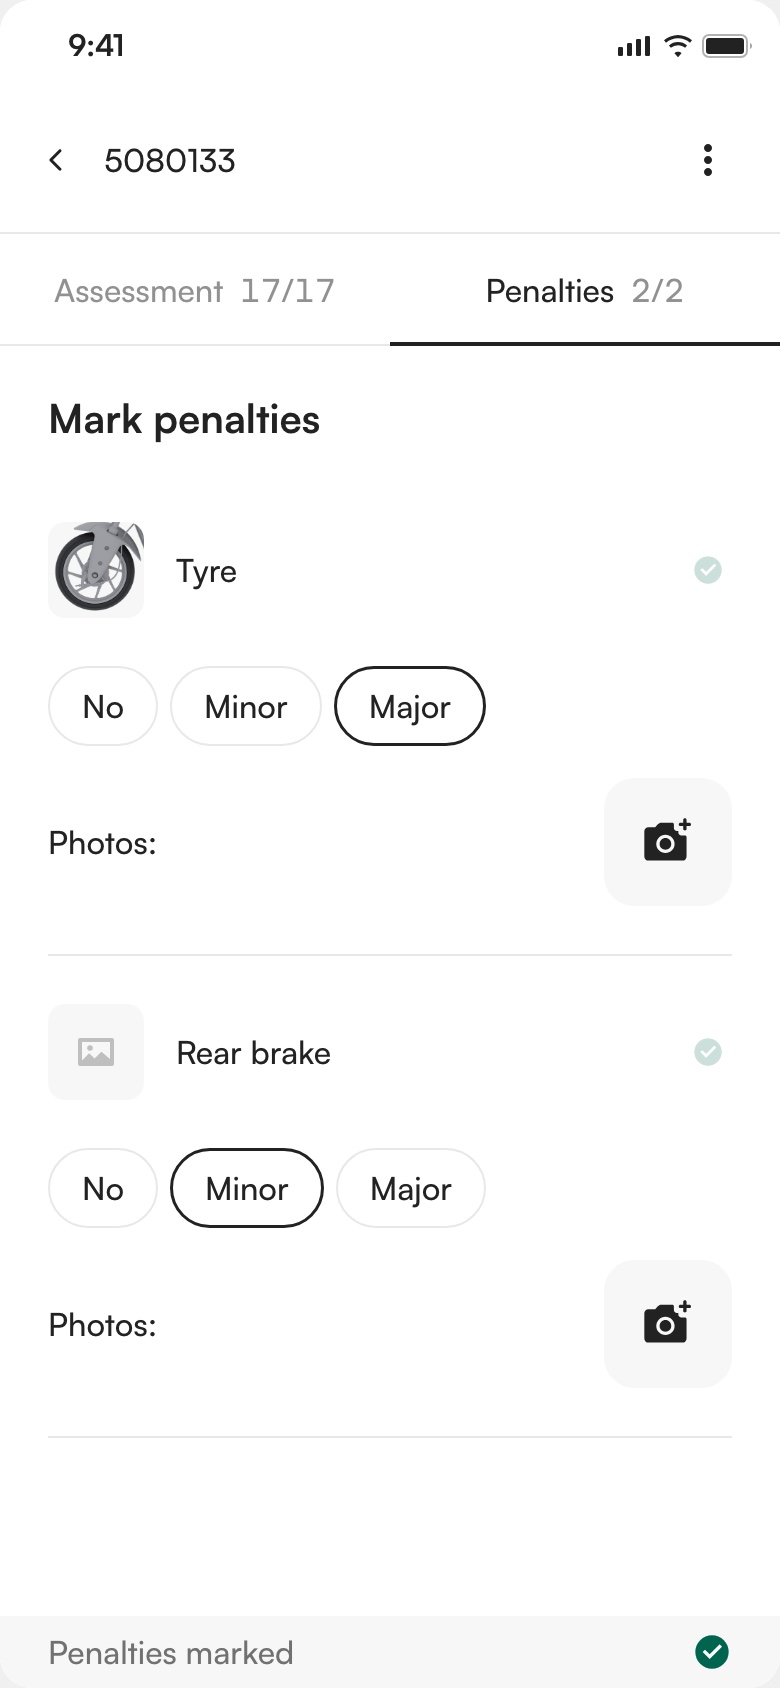 9:41
5080133
Assessment 17/17
Penalties 2/2
Mark penalties
Tyre
No
Minor
Major
Photos:
Rear brake
No
Minor
Major
Photos:
Penalties marked